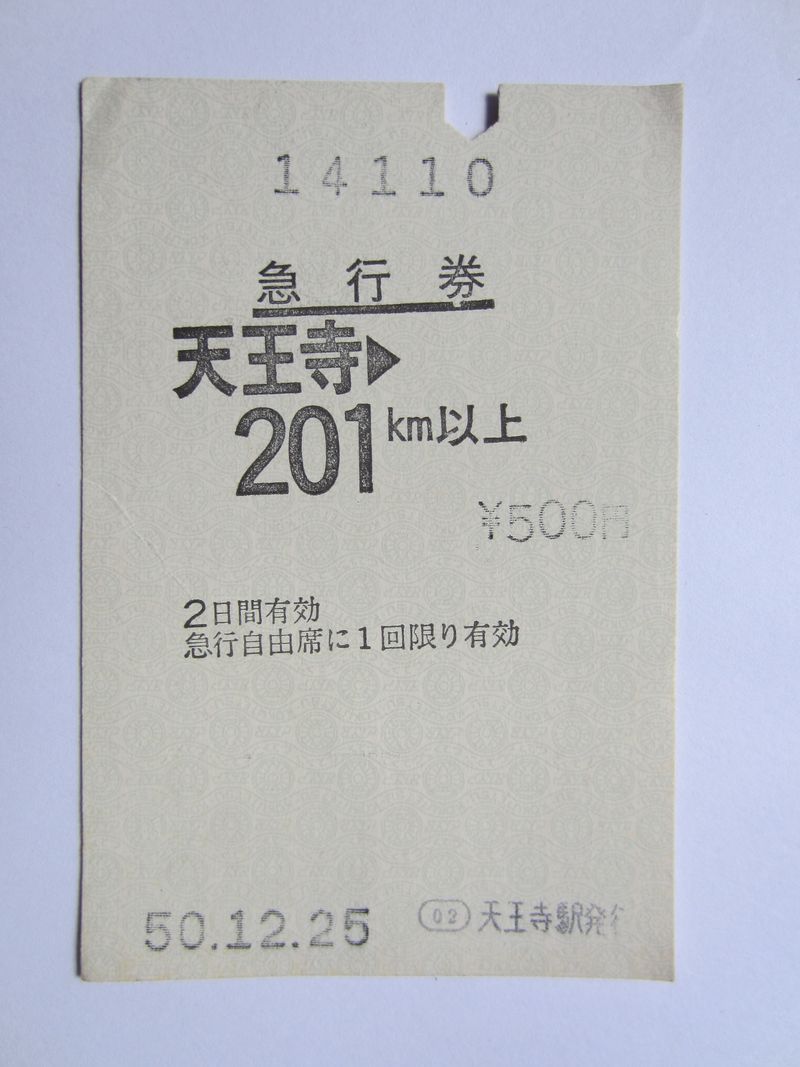 14110
急行券
天王寺▶
201km以上
¥500円
2日間有効
急行自由席に1回限り有効
50.12.25 02 天王寺駅発行